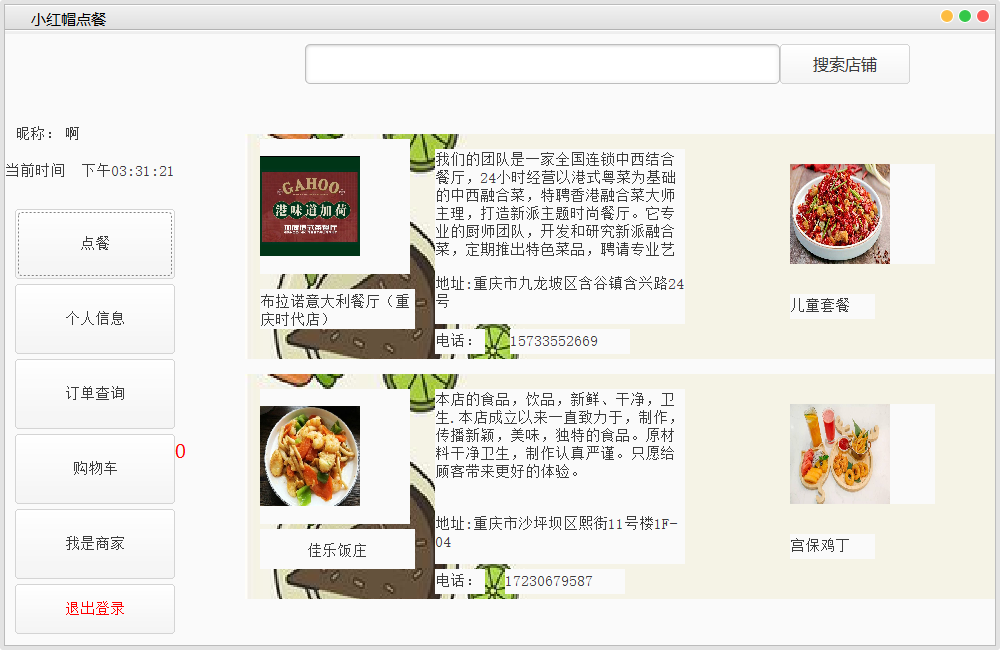 小红帽点餐
搜索店铺
昵称: 啊
当前时间 下午03:31:21
点餐
个人信息
订单查询
购物车
0
我是商家
退出登录
GAHOO
港味道加荷
我们的团队是一家全国连锁中西结合
餐厅，24小时经营以港式粤菜为基础
的中西融合菜，特聘香港融合菜大师
主理，打造新派主题时尚餐厅。它专
业的厨师团队，开发和研究新派融合
菜，定期推出特色菜品，聘请专业艺
地址:重庆市九龙坡区含谷镇含兴路24
号
布拉诺意大利餐厅（重
庆时代店）
电话: 15733552669
儿童套餐
本店的食品，饮品，新鲜、干净，卫
生.本店成立以来一直致力于，制作，
传播新颖，美味，独特的食品。原材
料干净卫生，制作认真严谨。只愿给
顾客带来更好的体验。
地址:重庆市沙坪坝区熙街11号楼1F-
04
佳乐饭庄
电话: 17230679587
宫保鸡丁